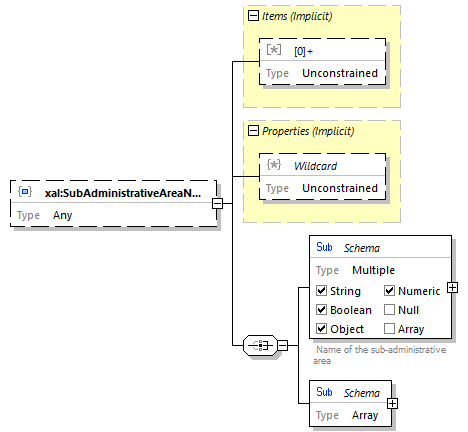 Items (Implicit)
[0]+
Type Unconstrained
Properties (Implicit)
Wildcard
Type Unconstrained
xal:SubAdministrativeAreaN...
Type Any
Sub Schema
Type Multiple
String Numeric
Boolean Null
Object Array
Name of the sub-administrative
area
Sub Schema
Type Array